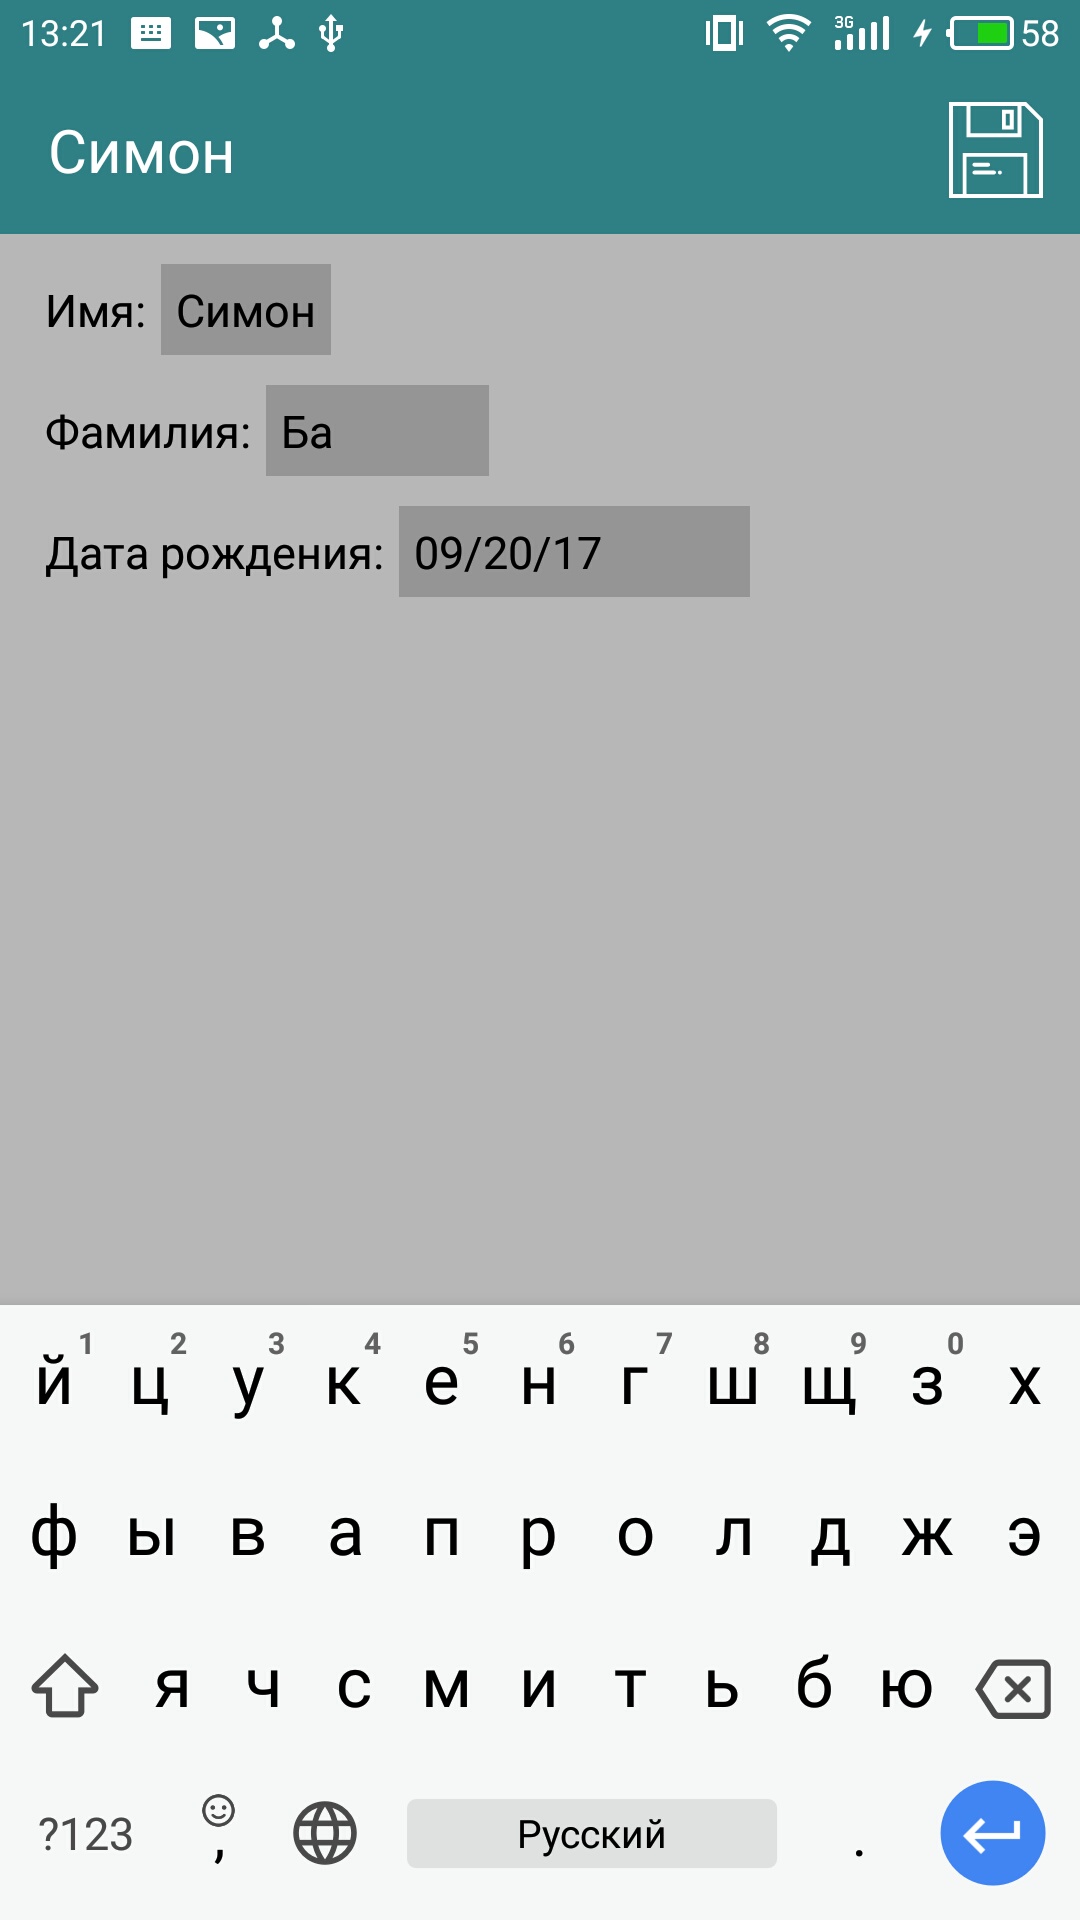 13:21 3G 58
Симон
Имя: Симон
Фамилия: Ба
Дата рождения: 09/20/17
1 2 3 4 5 6 7 8 9 0
й ц у к е н г ш щ з х
ф ы в а п р о л д ж э
я ч с м и т ь б ю
?123 , Русский .